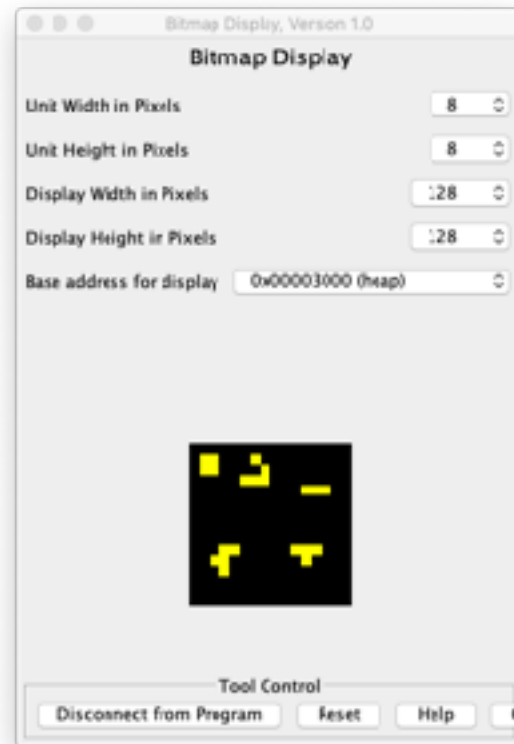 Bitmap Display, Verson 1.0
Bitmap Display
Unit Width in Pixels 8
Unit Height in Pixels 8
Display Width in Pixels 128
Display Height in Pixels 128
Base address for display 0x00003000 (heap)
Tool Control
Disconnect from Program Reset Help